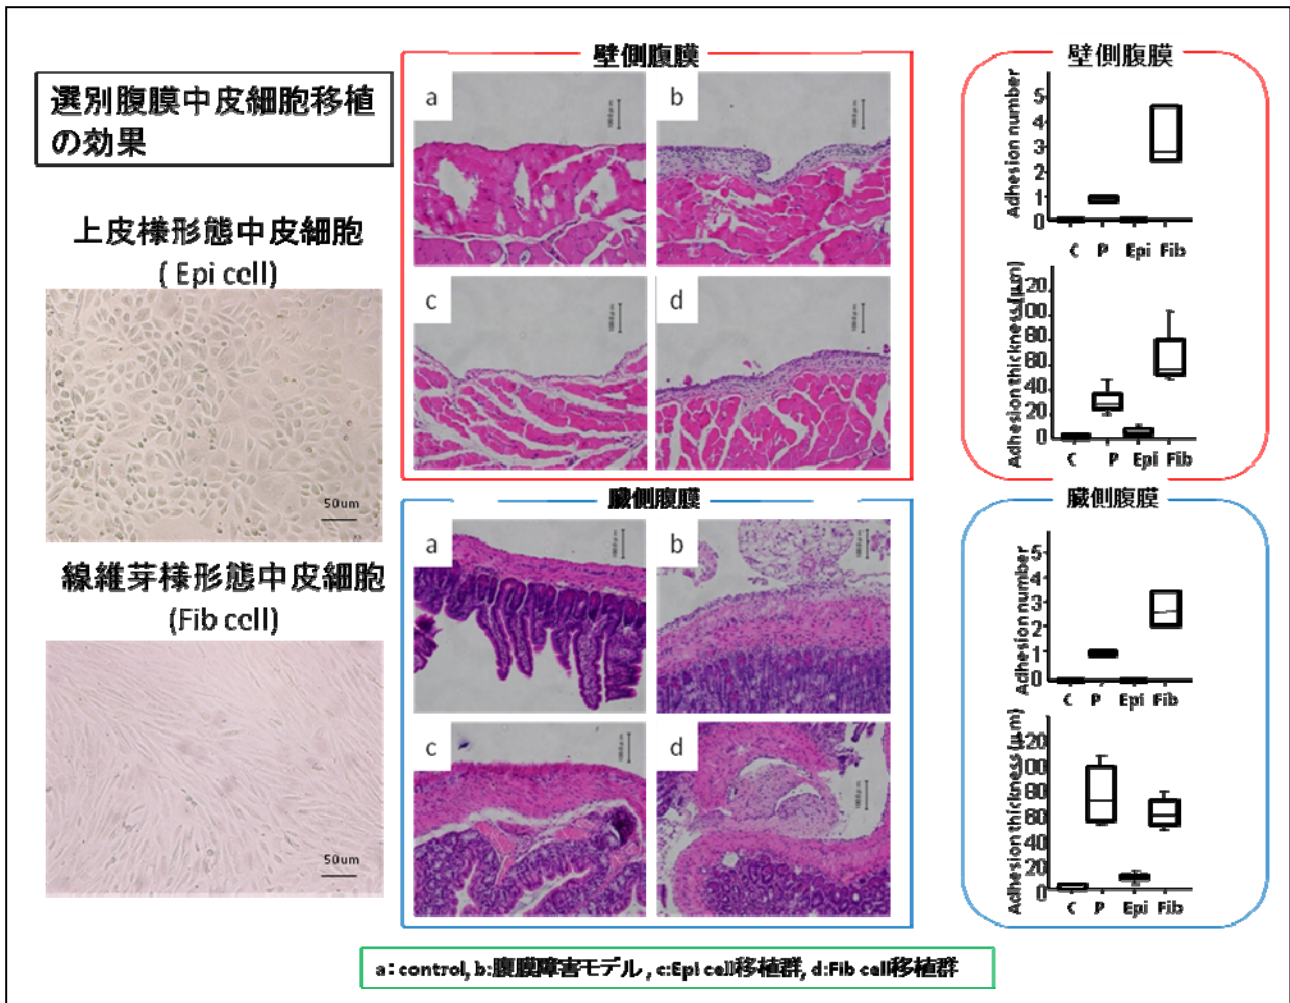 選別腹膜中皮細胞移植
の効果
上皮様形態中皮細胞
( Epi cell)
50um
線維芽様形態中皮細胞
(Fib cell)
50um
壁側腹膜
a
b
c
d
臓側腹膜
a
b
c
d
壁側腹膜
Adhesion number
5
4
3
2
1
0
C P Epi Fib
Adhesion thickness(μm)
120
100
80
60
40
20
0
C P Epi Fib
臓側腹膜
Adhesion number
5
4
3
2
1
0
C P Epi Fib
Adhesion thickness(μm)
120
100
80
60
40
20
0
C P Epi Fib
a: control, b:腹膜障害モデル, c:Epi cell移植群, d:Fib cell移植群